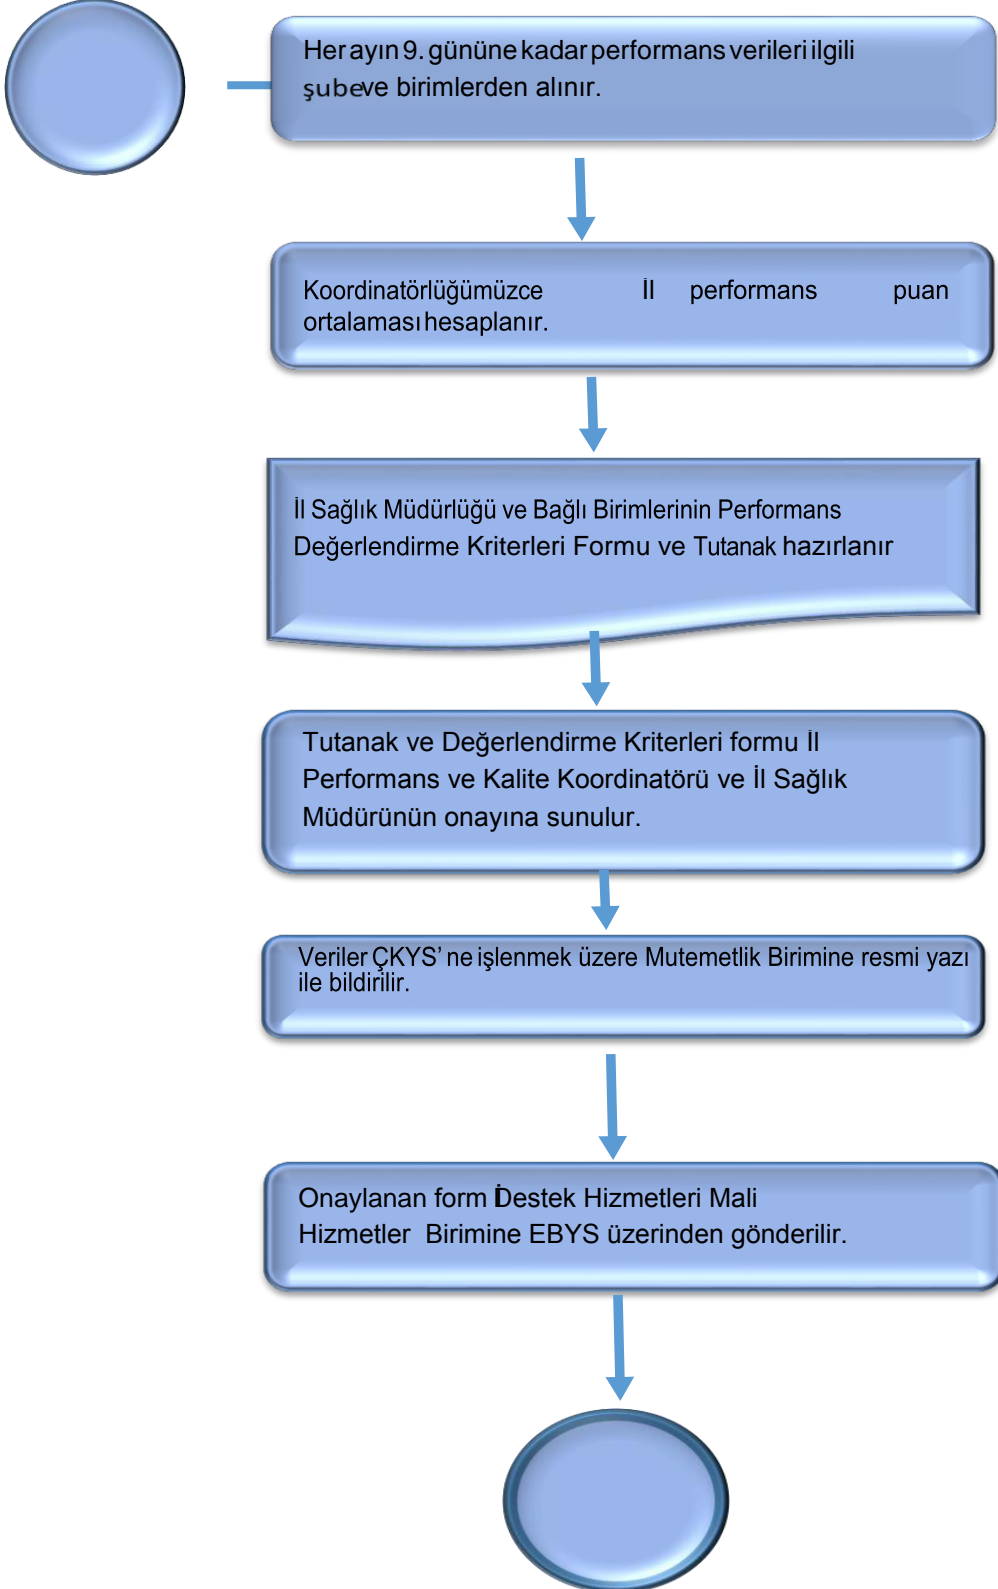 Her ayın 9. gününe kadar performans verileri ilgili
şube ve birimlerden alınır.
Koordinatörlüğümüzce İl performans puan
ortalaması hesaplanır.
İl Sağlık Müdürlüğü ve Bağlı Birimlerinin Performans
Değerlendirme Kriterleri Formu ve Tutanak hazırlanır
Tutanak ve Değerlendirme Kriterleri formu İl
Performans ve Kalite Koordinatörü ve İl Sağlık
Müdürünün onayına sunulur.
Veriler ÇKYS’ ne işlenmek üzere Mutemetlik Birimine resmi yazı
ile bildirilir.
Onaylanan form Destek Hizmetleri Mali
Hizmetler Birimine EBYS üzerinden gönderilir.